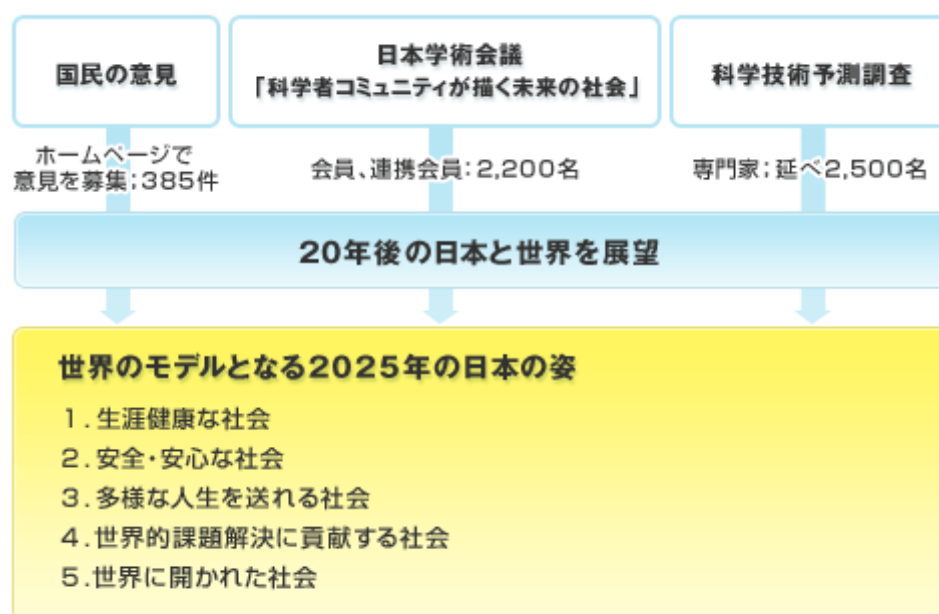 国民の意見
日本学術会議
「科学者コミュニティが描く未来の社会」
科学技術予測調査
ホームページで
意見を募集;385件
会員、連携会員:2,200名
専門家;延べ2,500名
20年後の日本と世界を展望
世界のモデルとなる2025年の日本の姿
1.生涯健康な社会
2.安全・安心な社会
3.多様な人生を送れる社会
4.世界的課題解決に貢献する社会
5.世界に開かれた社会